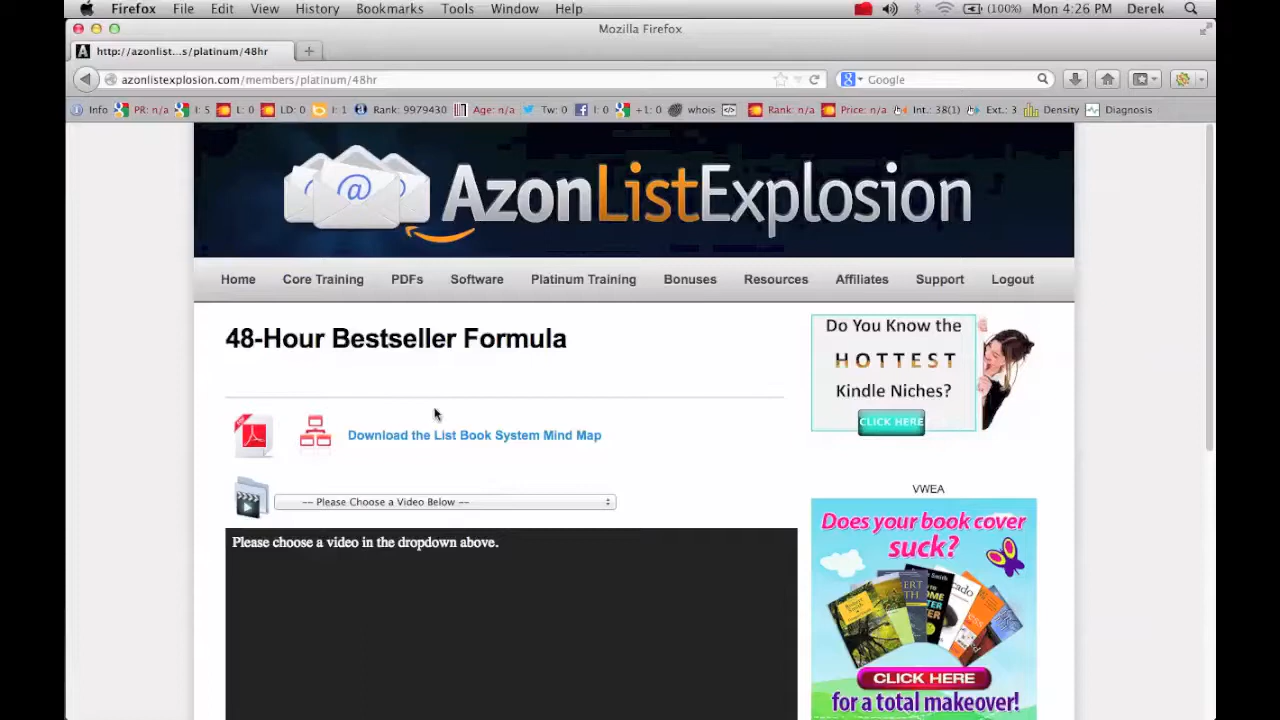 Firefox File Edit View History Bookmarks Tools Window Help (100%) Mon 4:26 PM Derek
Mozilla Firefox
http://azonlist...s/platinum/48hr
azonlistexplosion.com/members/platinum/48hr Google
Info PR: n/a I: 5 L: 0 LD: 0 I: 1 Rank: 9979430 Age: n/a Tw: 0 I: 0 +1: 0 whois Rank: n/a Price: n/a Int.: 38(1) Ext.: 3 Density Diagnosis
@ AzonListExplosion
Home Core Training PDFs Software Platinum Training Bonuses Resources Affiliates Support Logout
48-Hour Bestseller Formula
Do You Know the
HOTTEST
Kindle Niches?
CLICK HERE
Download the List Book System Mind Map
VWEA
-- Please Choose a Video Below --
Please choose a video in the dropdown above.
Does your book cover
suck?
CLICK HERE
for a total makeover!